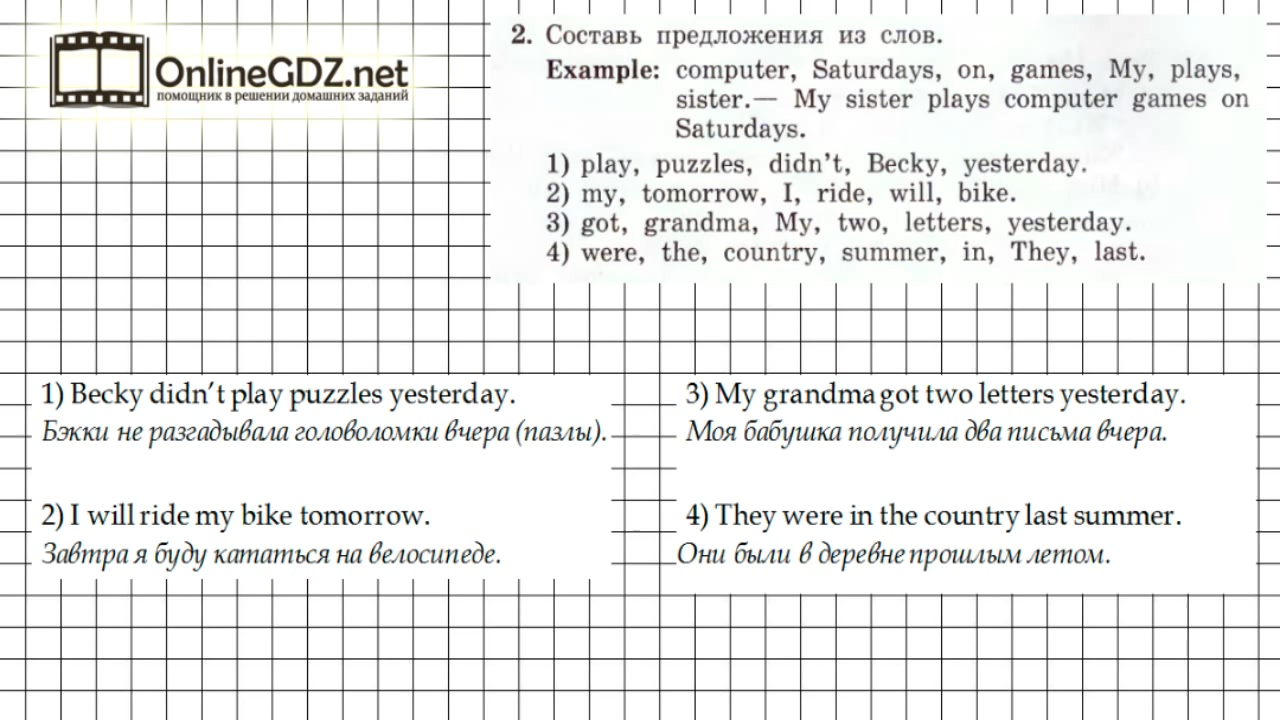 OnlineGDZ.net
помощник в решении домашних заданий
2. Составь предложения из слов.
Example: computer, Saturdays, on, games, My, plays,
sister.— My sister plays computer games on
Saturdays.
1) play, puzzles, didn't, Becky, yesterday.
2) my, tomorrow, I, ride, will, bike.
3) got, grandma, My, two, letters, yesterday.
4) were, the, country, summer, in, They, last.
1) Becky didn't play puzzles yesterday.
Бэкки не разгадывала головоломки вчера (пазлы).
2) I will ride my bike tomorrow.
Завтра я буду кататься на велосипеде.
3) My grandma got two letters yesterday.
Моя бабушка получила два письма вчера.
4) They were in the country last summer.
Они были в деревне прошлым летом.